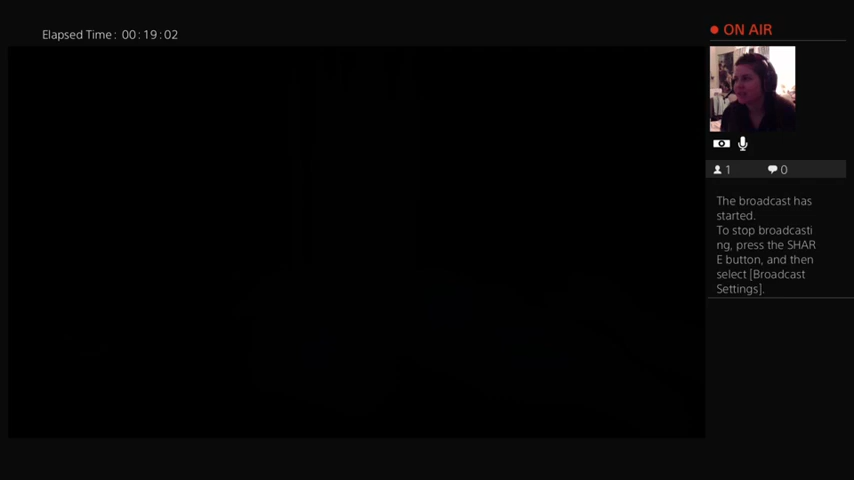 Elapsed Time: 00:19:02
ON AIR
1 0
The broadcast has
started.
To stop broadcasti
ng, press the SHAR
E button, and then
select [Broadcast
Settings].